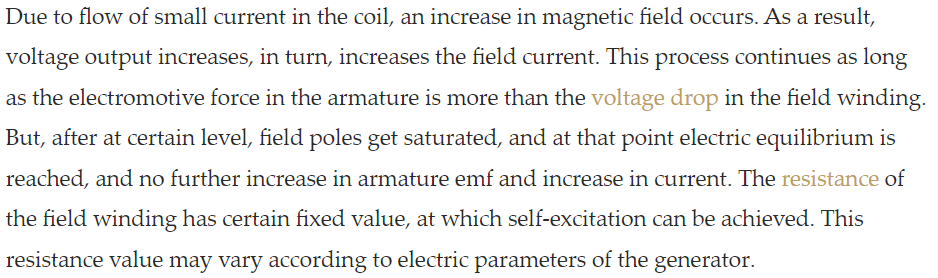 Due to flow of small current in the coil, an increase in magnetic field occurs. As a result,
voltage output increases, in turn, increases the field current. This process continues as long
as the electromotive force in the armature is more than the voltage drop in the field winding.
But, after at certain level, field poles get saturated, and at that point electric equilibrium is
reached, and no further increase in armature emf and increase in current. The resistance of
the field winding has certain fixed value, at which self-excitation can be achieved. This
resistance value may vary according to electric parameters of the generator.